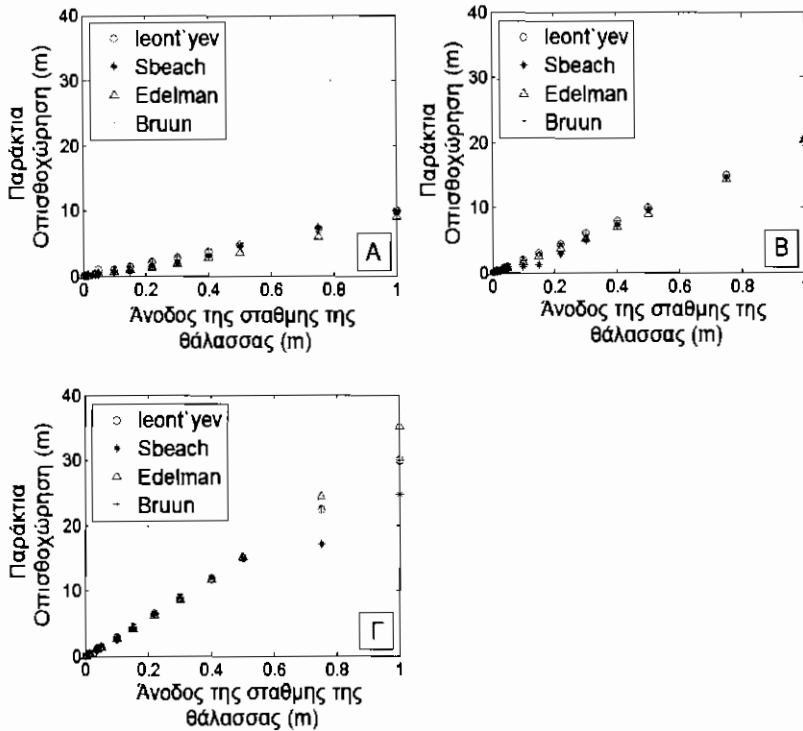 40
30
20
10
0
leont`yev
Sbeach
Edelman
Bruun
A
0 0.2 0.4 0.6 0.8 1
Παράκτια
Οπισθοχώρηση (m)
Άνοδος της σταθμης της
θάλασσας (m)
40
30
20
10
0
leont`yev
Sbeach
Edelman
Bruun
B
0 0.2 0.4 0.6 0.8 1
Παράκτια
Οπισθοχώρηση (m)
Άνοδος της σταθμης της
θάλασσας (m)
40
30
20
10
0
leont`yev
Sbeach
Edelman
Bruun
Γ
0 0.2 0.4 0.6 0.8 1
Παράκτια
Οπισθοχώρηση (m)
Άνοδος της σταθμης της
θάλασσας (m)